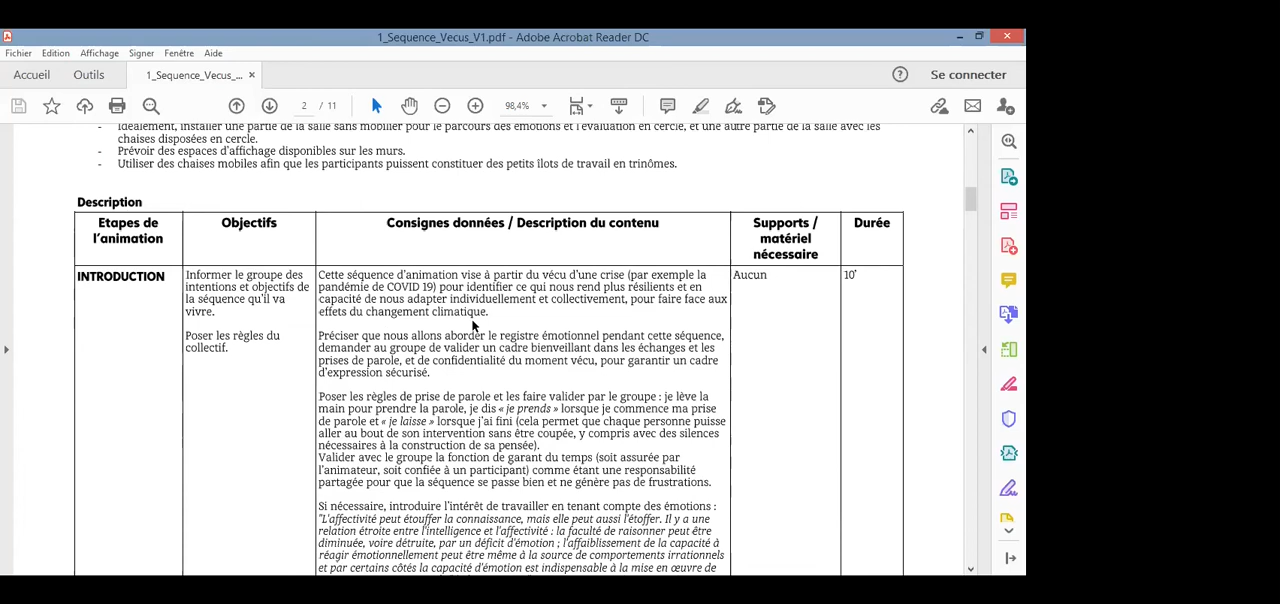 1_Sequence_Vecus_V1.pdf - Adobe Acrobat Reader DC
Fichier Edition Affichage Signer Fenêtre Aide
Accueil Outils 1_Sequence_Vecus_... × Se connecter
2 / 11 98,4%
- Idéalement, installer une partie de la salle sans mobilier pour le parcours des émotions et l'évaluation en cercle, et une autre partie de la salle avec les
chaises disposées en cercle.
- Prévoir des espaces d'affichage disponibles sur les murs.
- Utiliser des chaises mobiles afin que les participants puissent constituer des petits îlots de travail en trinômes.
Description
Etapes de
l'animation
Objectifs
Consignes données / Description du contenu
Supports /
matériel
nécessaire
Durée
INTRODUCTION
Informer le groupe des
intentions et objectifs de
la séquence qu'il va
vivre.
Poser les règles du
collectif.
Cette séquence d'animation vise à partir du vécu d'une crise (par exemple la
pandémie de COVID 19) pour identifier ce qui nous rend plus résilients et en
capacité de nous adapter individuellement et collectivement, pour faire face aux
effets du changement climatique.
Préciser que nous allons aborder le registre émotionnel pendant cette séquence,
demander au groupe de valider un cadre bienveillant dans les échanges et les
prises de parole, et de confidentialité du moment vécu, pour garantir un cadre
d'expression sécurisé.
Poser les règles de prise de parole et les faire valider par le groupe : je lève la
main pour prendre la parole, je dis « je prends » lorsque je commence ma prise
de parole et « je laisse » lorsque j'ai fini (cela permet que chaque personne puisse
aller au bout de son intervention sans être coupée, y compris avec des silences
nécessaires à la construction de sa pensée).
Valider avec le groupe la fonction de garant du temps (soit assurée par
l'animateur, soit confiée à un participant) comme étant une responsabilité
partagée pour que la séquence se passe bien et ne génère pas de frustrations.
Si nécessaire, introduire l'intérêt de travailler en tenant compte des émotions :
"L'affectivité peut étouffer la connaissance, mais elle peut aussi l'étoffer. Il y a une
relation étroite entre l'intelligence et l'affectivité : la faculté de raisonner peut être
diminuée, voire détruite, par un déficit d'émotion ; l'affaiblissement de la capacité à
réagir émotionnellement peut être même à la source de comportements irrationnels
et par certains côtés la capacité d'émotion est indispensable à la mise en œuvre de
Aucun
10'